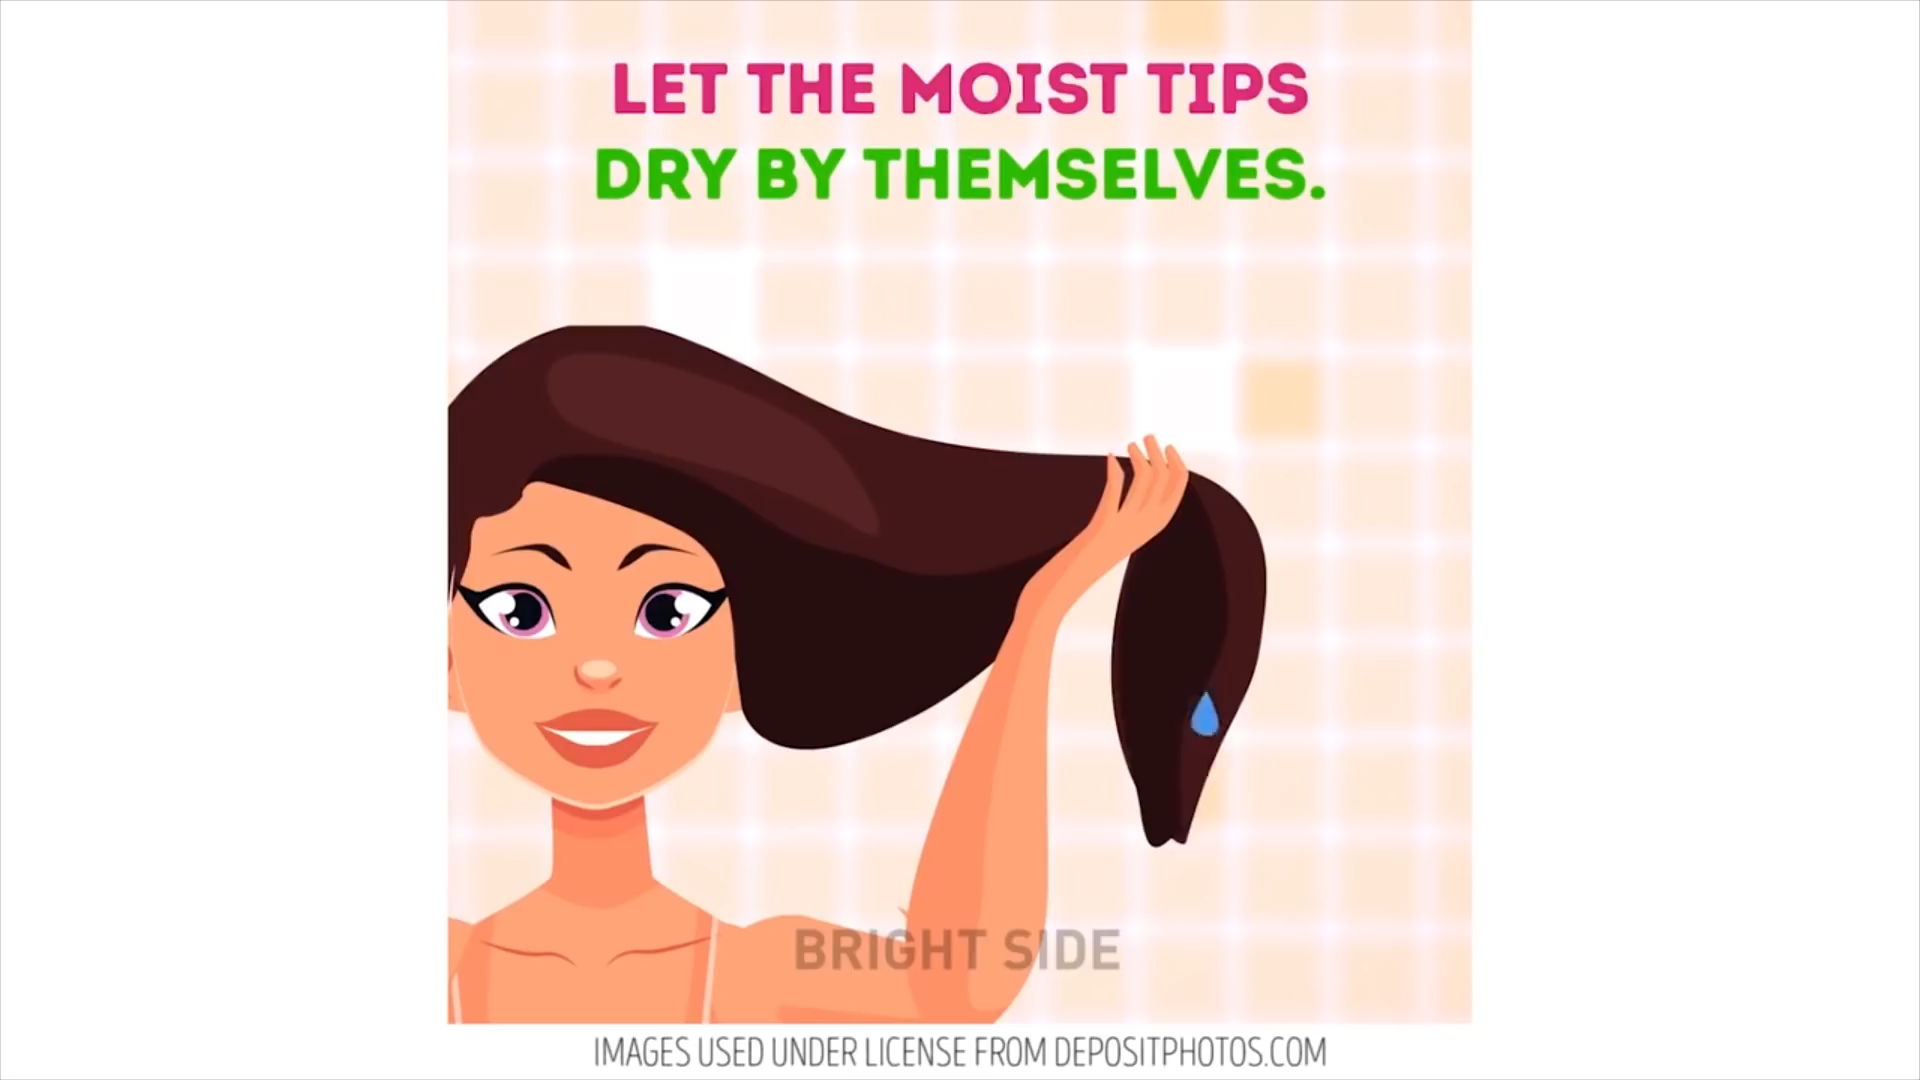 LET THE MOIST TIPS
DRY BY THEMSELVES.
BRIGHT SIDE
IMAGES USED UNDER LICENSE FROM DEPOSITPHOTOS.COM